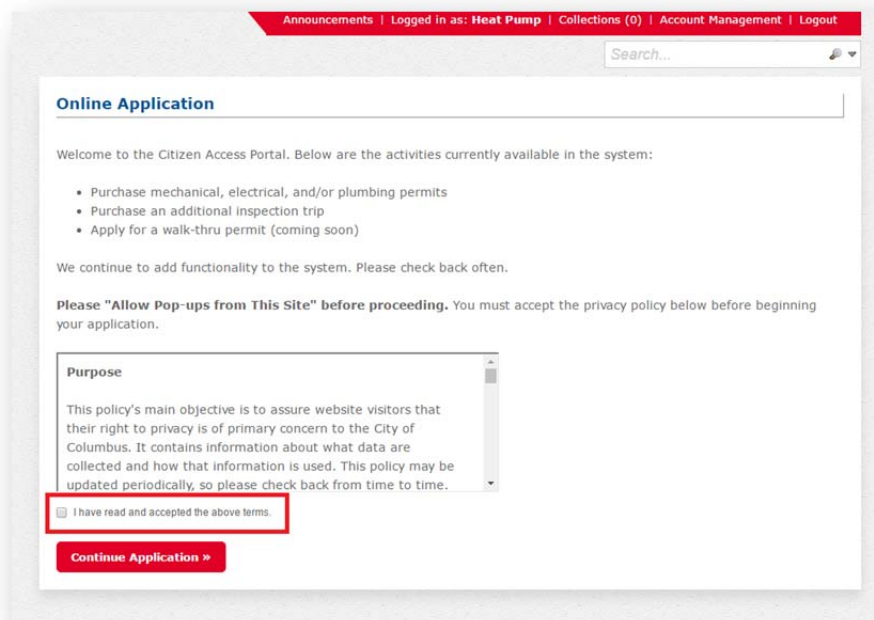 Announcements | Logged in as: Heat Pump | Collections (0) | Account Management | Logout
Search...
Online Application
Welcome to the Citizen Access Portal. Below are the activities currently available in the system:
• Purchase mechanical, electrical, and/or plumbing permits
• Purchase an additional inspection trip
• Apply for a walk-thru permit (coming soon)
We continue to add functionality to the system. Please check back often.
Please "Allow Pop-ups from This Site" before proceeding. You must accept the privacy policy below before beginning
your application.
Purpose
This policy's main objective is to assure website visitors that
their right to privacy is of primary concern to the City of
Columbus. It contains information about what data are
collected and how that information is used. This policy may be
updated periodically, so please check back from time to time.
I have read and accepted the above terms.
Continue Application »